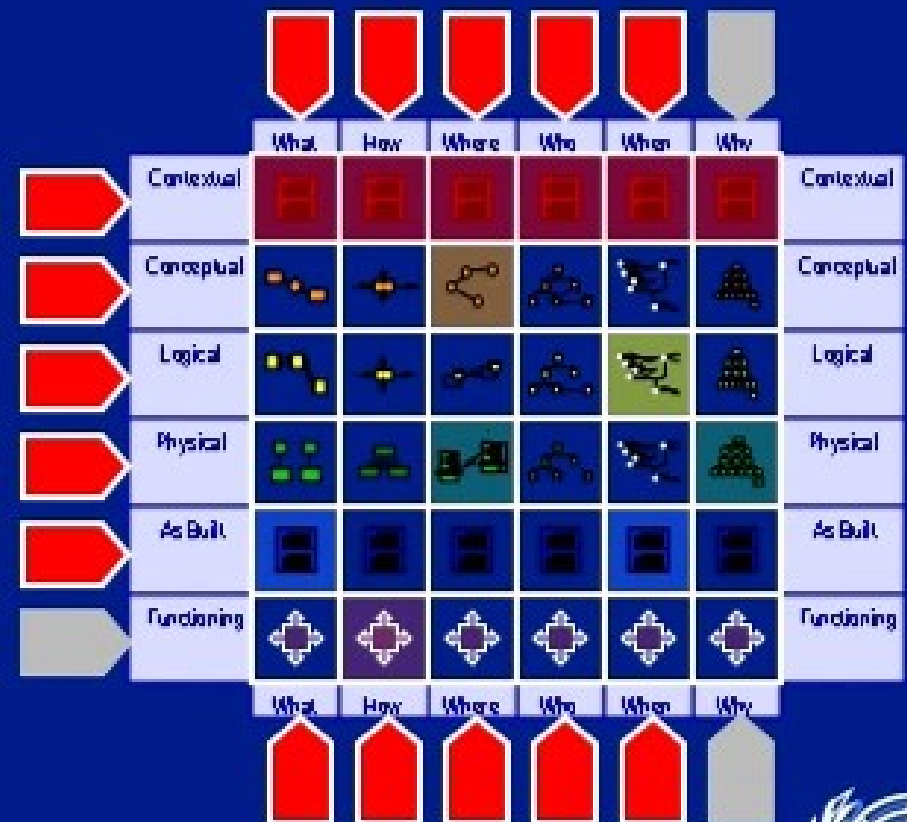 What How Where Who When Why
Contextual Contextual
Conceptual Conceptual
Logical Logical
Physical Physical
As Built As Built
Functioning Functioning
What How Where Who When Why